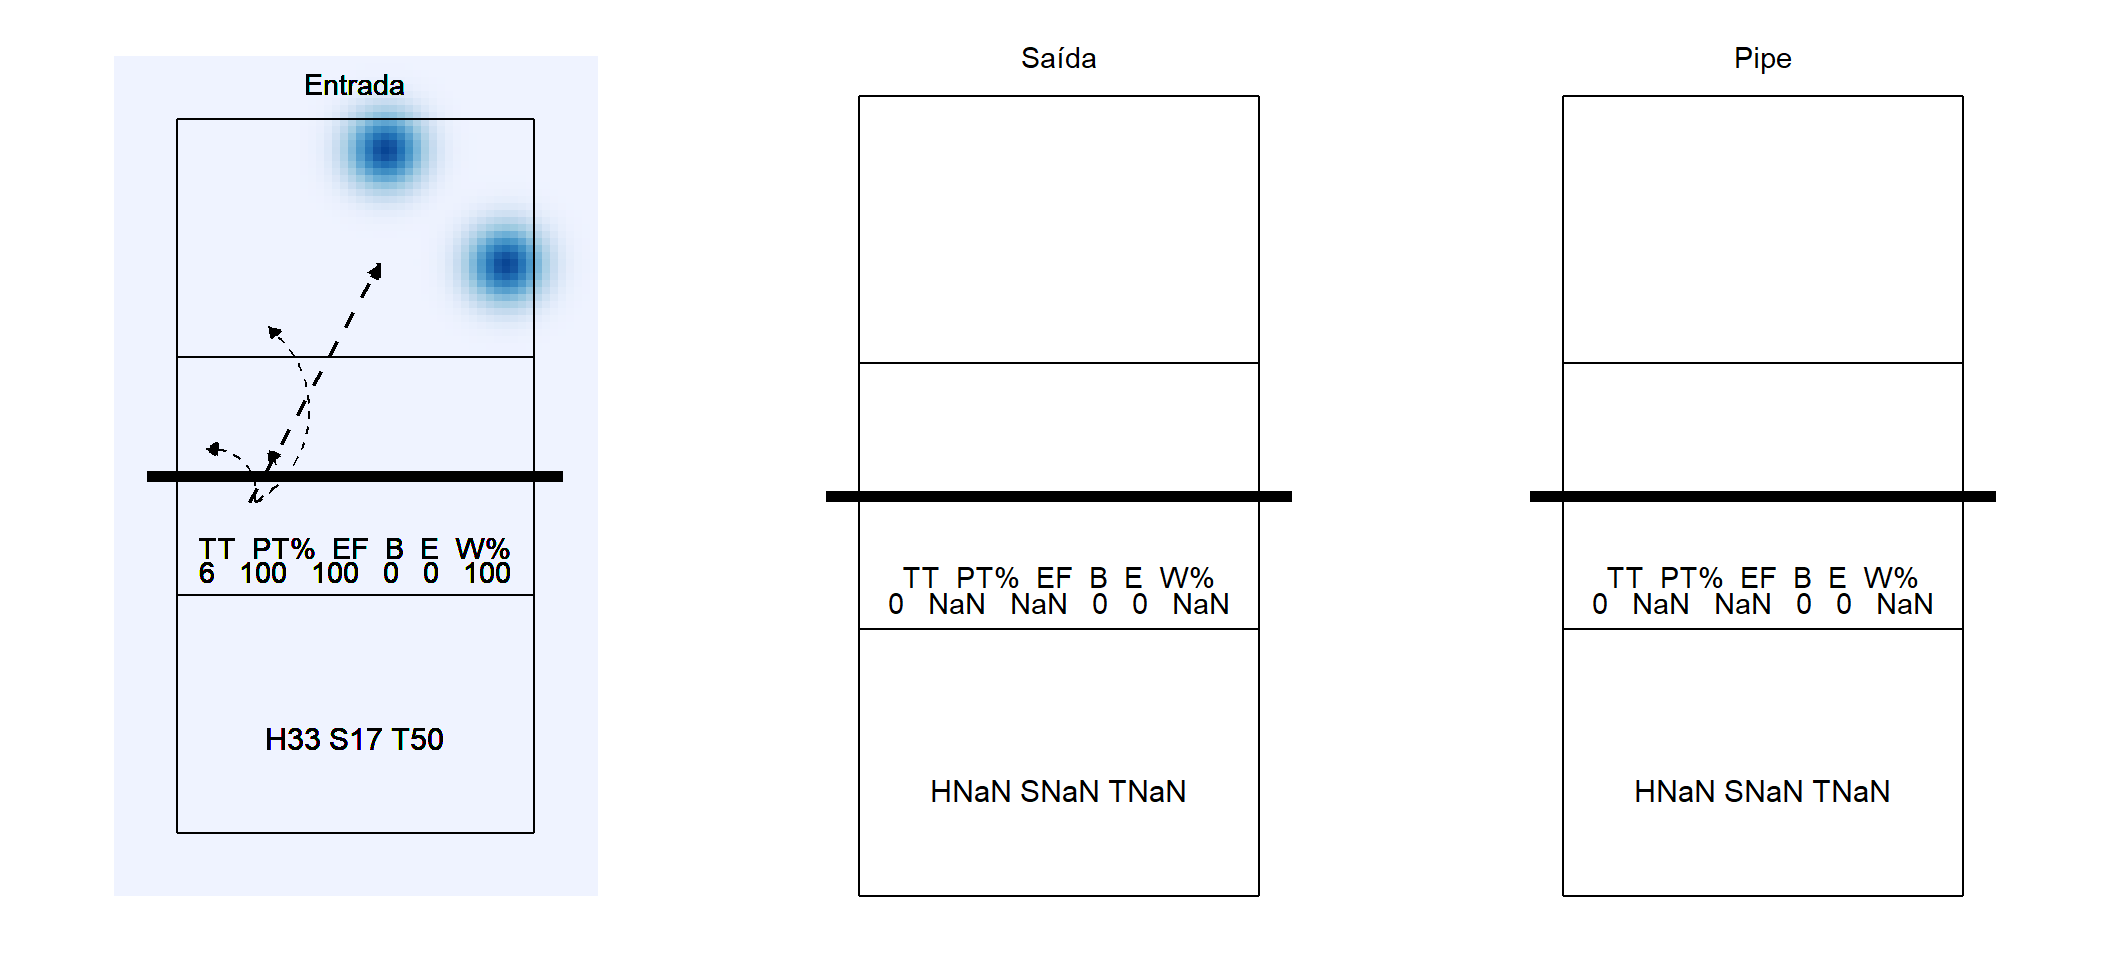 Entrada
TT PT% EF B E W%
6 100 100 0 0 100
H33 S17 T50
Saída
TT PT% EF B E W%
0 NaN NaN 0 0 NaN
HNaN SNaN TNaN
Pipe
TT PT% EF B E W%
0 NaN NaN 0 0 NaN
HNaN SNaN TNaN